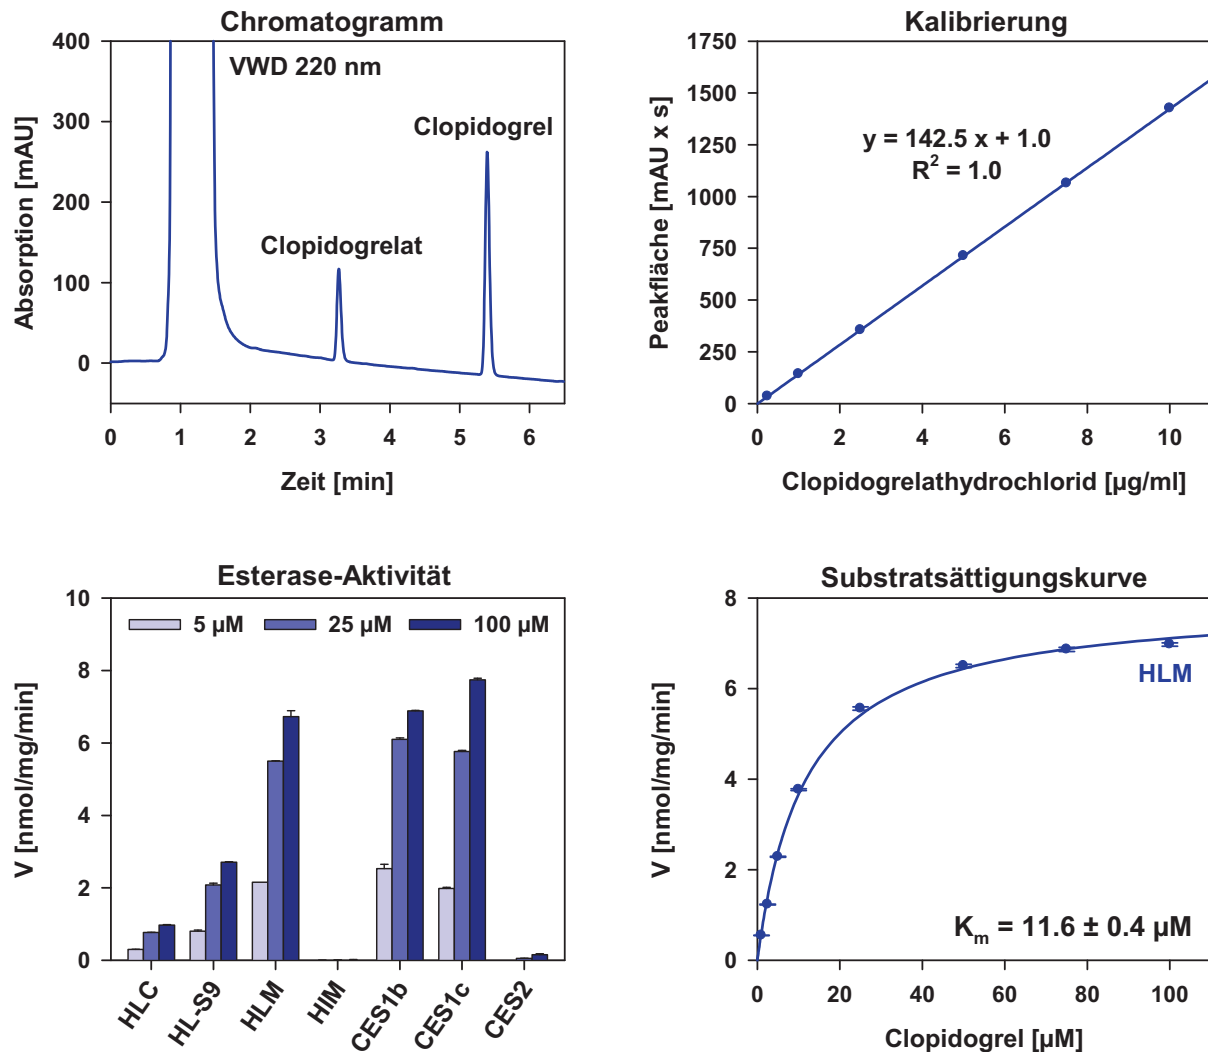 Chromatogramm
400
300
200
100
0
Absorption [mAU]
VWD 220 nm
Clopidogrelat
Clopidogrel
0 1 2 3 4 5 6
Zeit [min]
Kalibrierung
1750
1500
1250
1000
750
500
250
0
Peakfläche [mAU x s]
y = 142.5 x + 1.0
R² = 1.0
0 2 4 6 8 10
Clopidogrelathydrochlorid [µg/ml]
Esterase-Aktivität
10
8
6
4
2
0
V [nmol/mg/min]
5 µM 25 µM 100 µM
HLC HL-S9 HLM HIM CES1b CES1c CES2
Substratsättigungskurve
8
6
4
2
0
V [nmol/mg/min]
HLM
Kₘ = 11.6 ± 0.4 µM
0 20 40 60 80 100
Clopidogrel [µM]